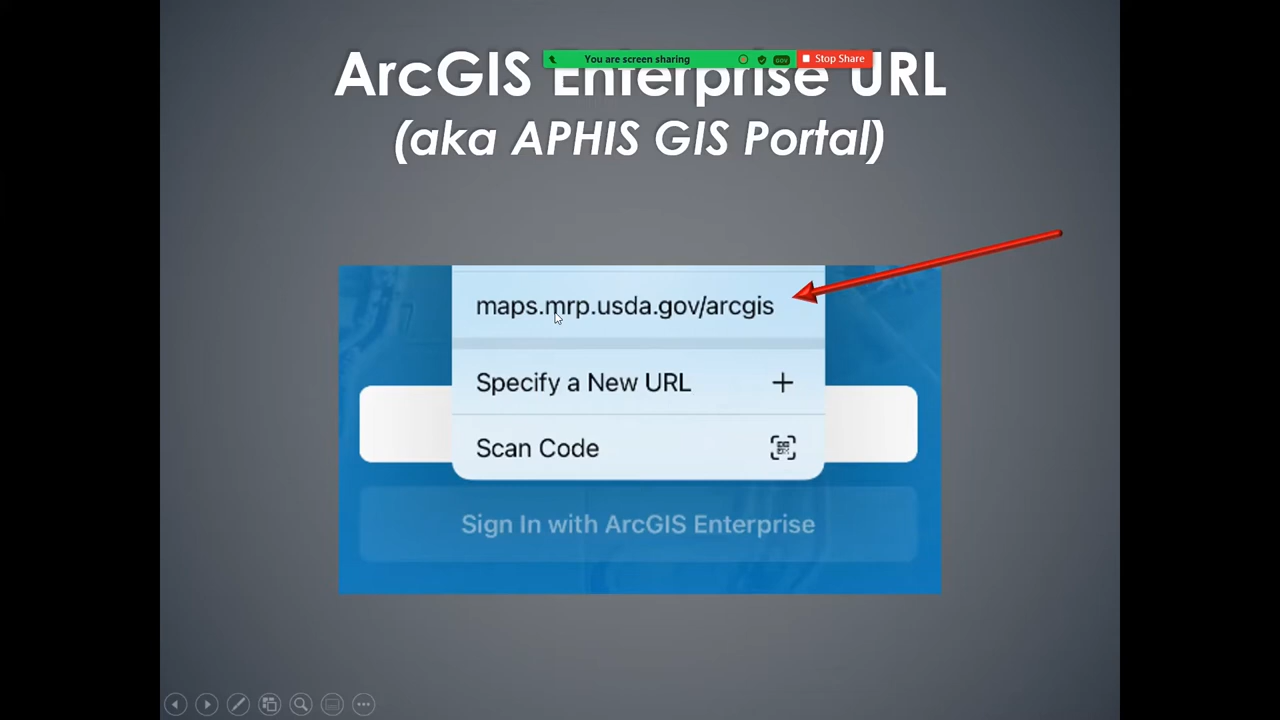 ArcGIS Enterprise URL
You are screen sharing
GOV
Stop Share
(aka APHIS GIS Portal)
maps.mrp.usda.gov/arcgis
Specify a New URL
Scan Code
Sign In with ArcGIS Enterprise